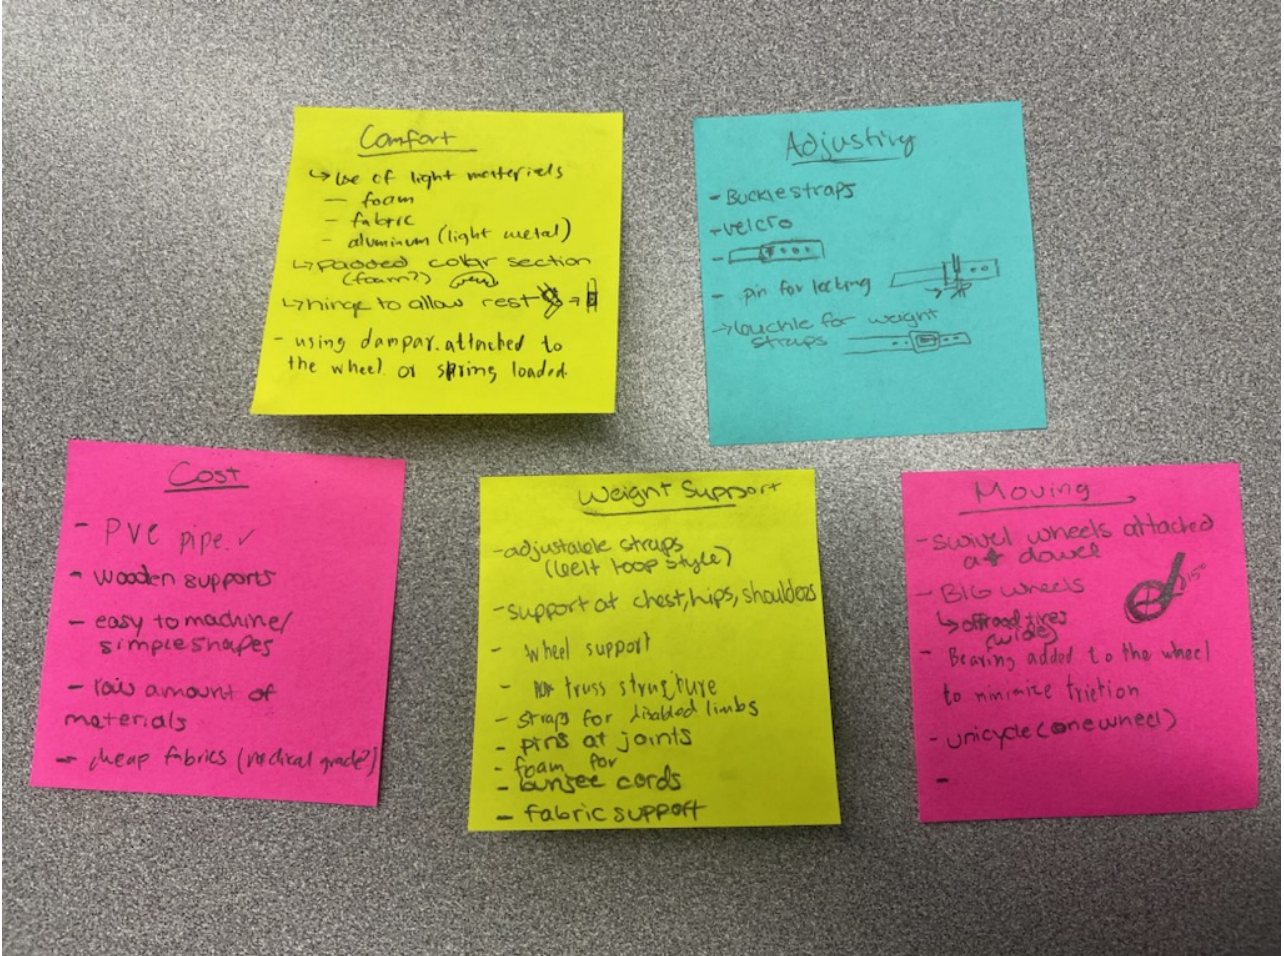 Comfort
↳ Use of light materials
- foam
- fabric
- aluminum (light metal)
↳ padded collar section
(foam?)
↳ hinge to allow rest
- using dampar. attached to
the wheel or spring loaded.
Adjusting
- Buckle straps
- velcro
-
- pin for locking
→ buckle for weight
straps
Cost
- PVC pipe. ✓
- wooden supports
- easy to machine/
simple shapes
- low amount of
materials
- cheap fabrics (medical grade?)
Weight Support
- adjustable straps
(belt loop style)
- support at chest, hips, shoulders
- wheel support
- truss structure
- straps for disabled limbs
- pins at joints
- foam for
- bunjee cords
- fabric support
Moving
- swivel wheels attached
at dowel
- BIG wheels
15°
↳ offroad tires
(wide)
- Bearing added to the wheel
to minimize friction
- unicycle (one wheel)
-